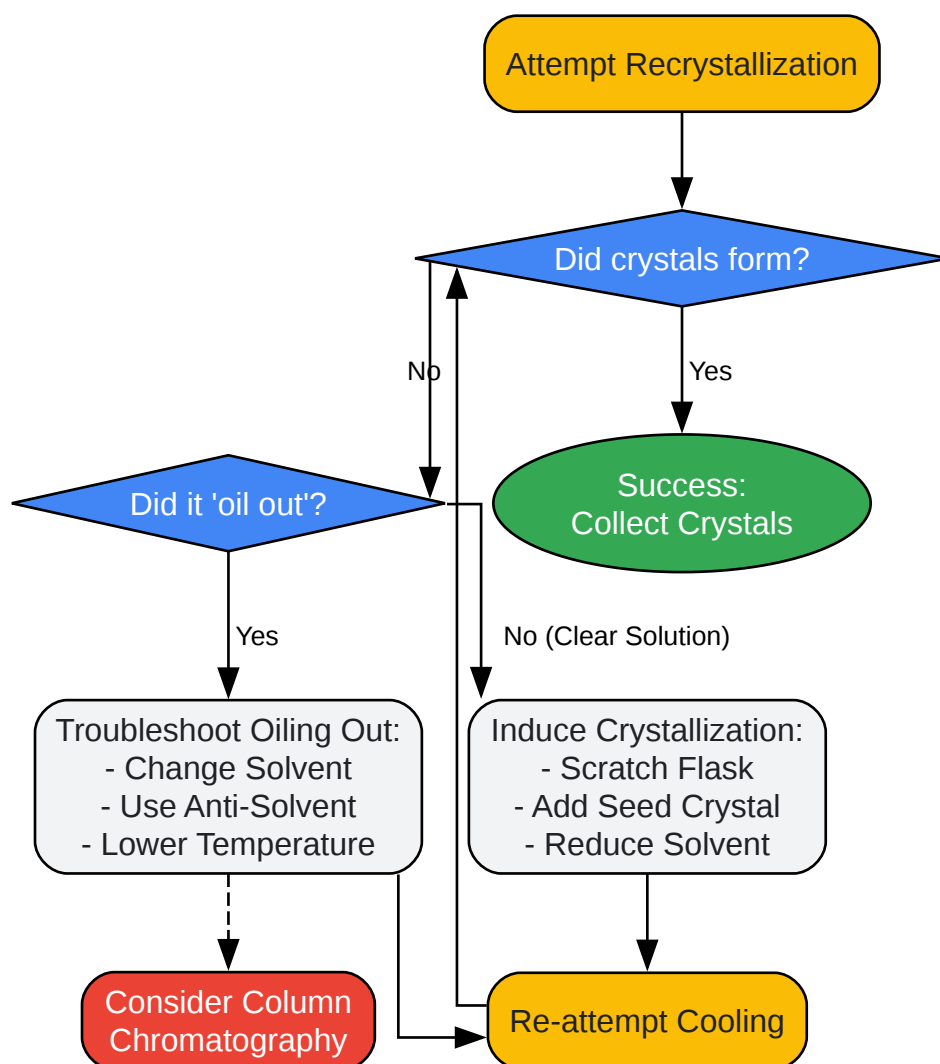 Attempt Recrystallization
Did crystals form?
No
Yes
Success:
Collect Crystals
Did it 'oil out'?
Yes
No (Clear Solution)
Troubleshoot Oiling Out:
- Change Solvent
- Use Anti-Solvent
- Lower Temperature
Induce Crystallization:
- Scratch Flask
- Add Seed Crystal
- Reduce Solvent
Consider Column
Chromatography
Re-attempt Cooling